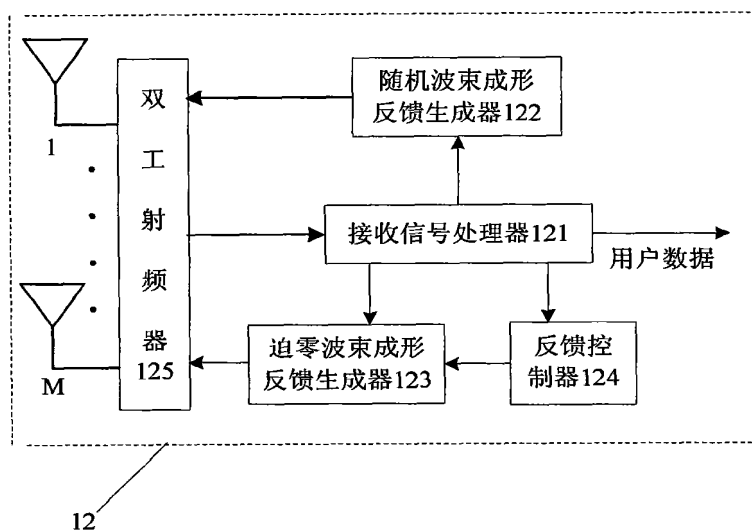 1
M
双
工
射
频
器
125
随机波束成形
反馈生成器122
接收信号处理器121
用户数据
迫零波束成形
反馈生成器123
反馈控
制器124
12